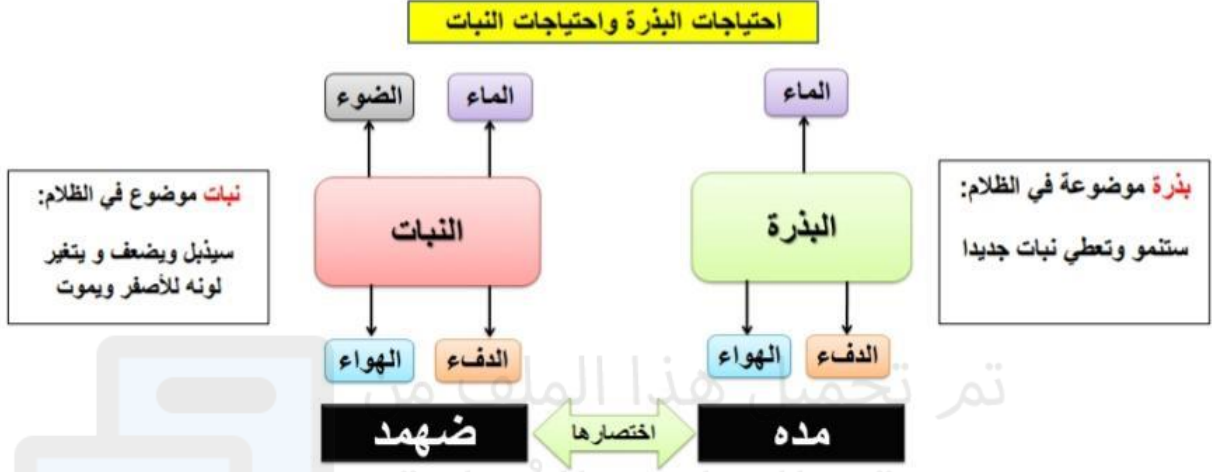 احتياجات البذرة واحتياجات النبات
الماء
الماء
الضوء
بذرة موضوعة في الظلام:
ستنمو وتعطي نبات جديدا
البذرة
النبات
نبات موضوع في الظلام:
سيذبل ويضعف و يتغير
لونه للأصفر ويموت
الدفء
الهواء
الدفء
الهواء
تم تحميل هذا الملف من
مده
اختصارها
ضهمد